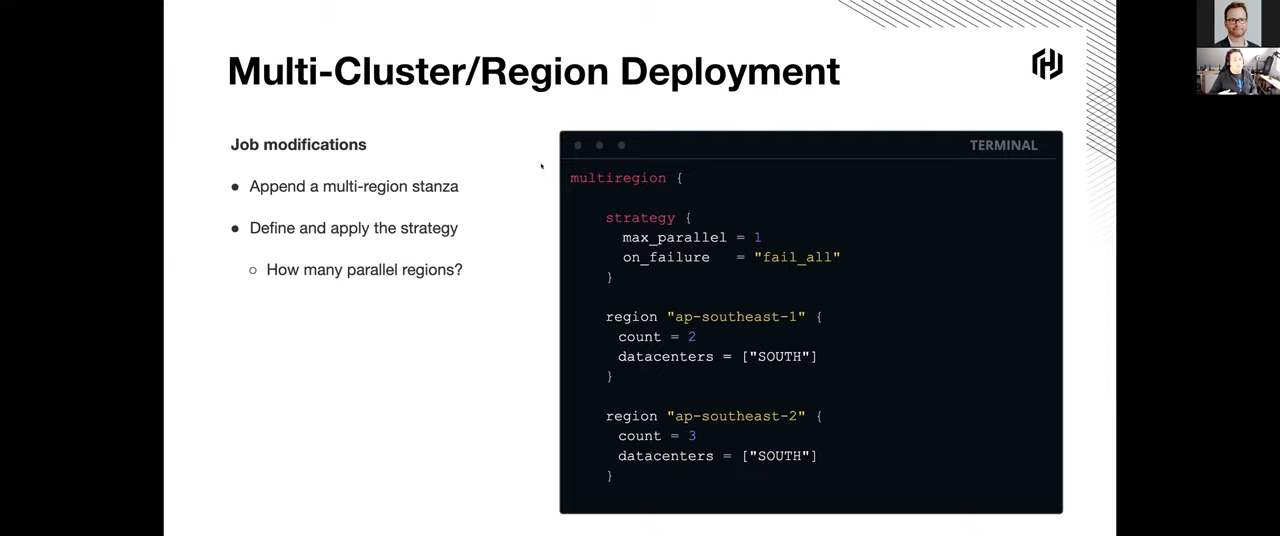 Multi-Cluster/Region Deployment
Job modifications
● Append a multi-region stanza
● Define and apply the strategy
○ How many parallel regions?
TERMINAL
multiregion {
strategy {
max_parallel = 1
on_failure = "fail_all"
}
region "ap-southeast-1" {
count = 2
datacenters = ["SOUTH"]
}
region "ap-southeast-2" {
count = 3
datacenters = ["SOUTH"]
}